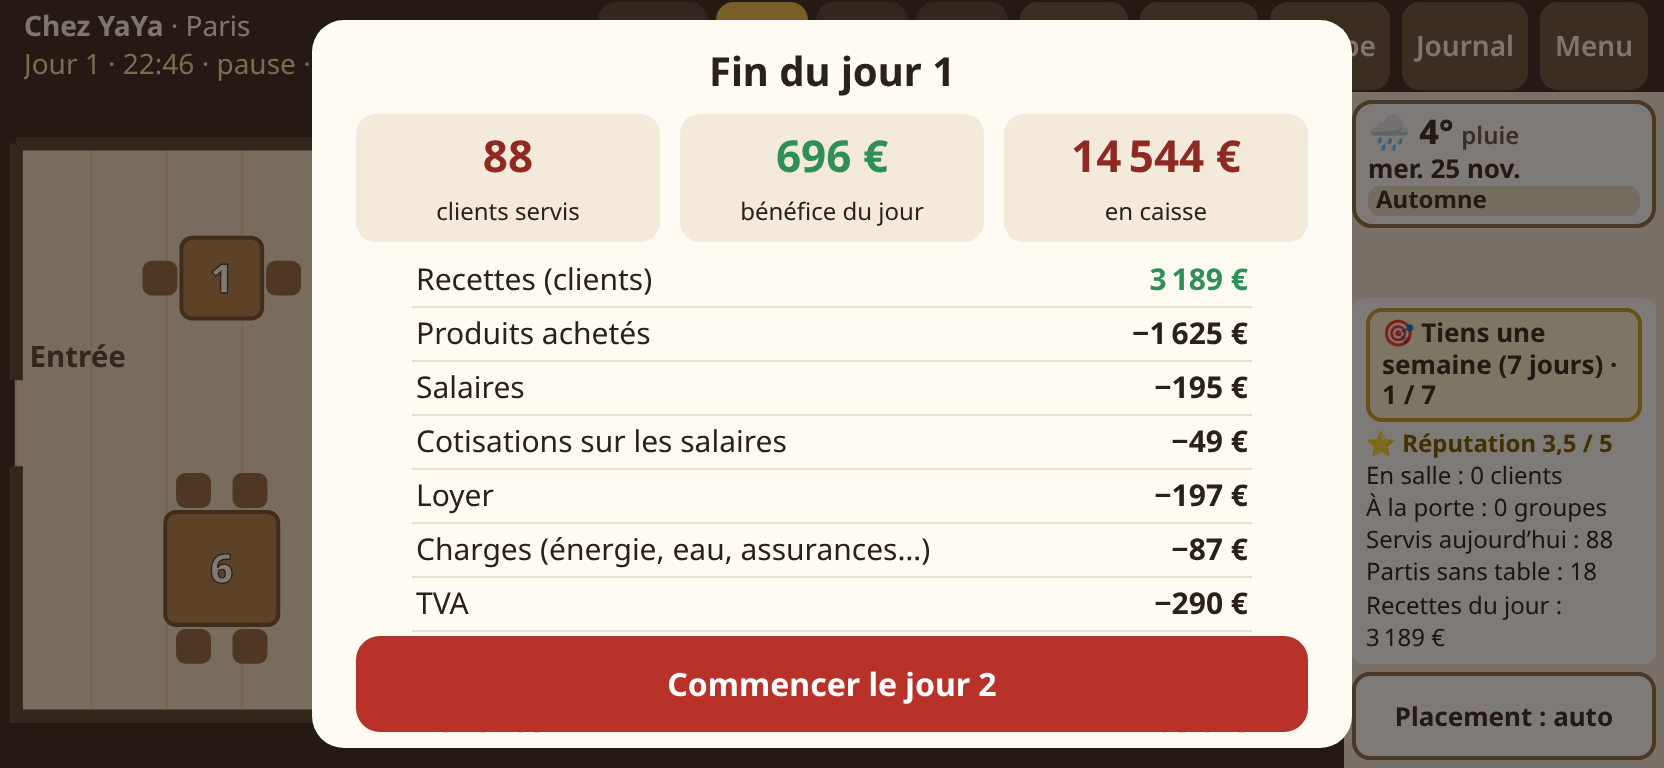 Chez YaYa · Paris
Jour 1 · 22:46 · pause ·
Journal
Menu
Fin du jour 1
88
clients servis
696 €
bénéfice du jour
14 544 €
en caisse
Recettes (clients) 3 189 €
Produits achetés −1 625 €
Salaires −195 €
Cotisations sur les salaires −49 €
Loyer −197 €
Charges (énergie, eau, assurances…) −87 €
TVA −290 €
Commencer le jour 2
1
Entrée
6
🌧️ 4° pluie
mer. 25 nov.
Automne
🎯 Tiens une
semaine (7 jours) ·
1 / 7
⭐ Réputation 3,5 / 5
En salle : 0 clients
À la porte : 0 groupes
Servis aujourd’hui : 88
Partis sans table : 18
Recettes du jour :
3 189 €
Placement : auto